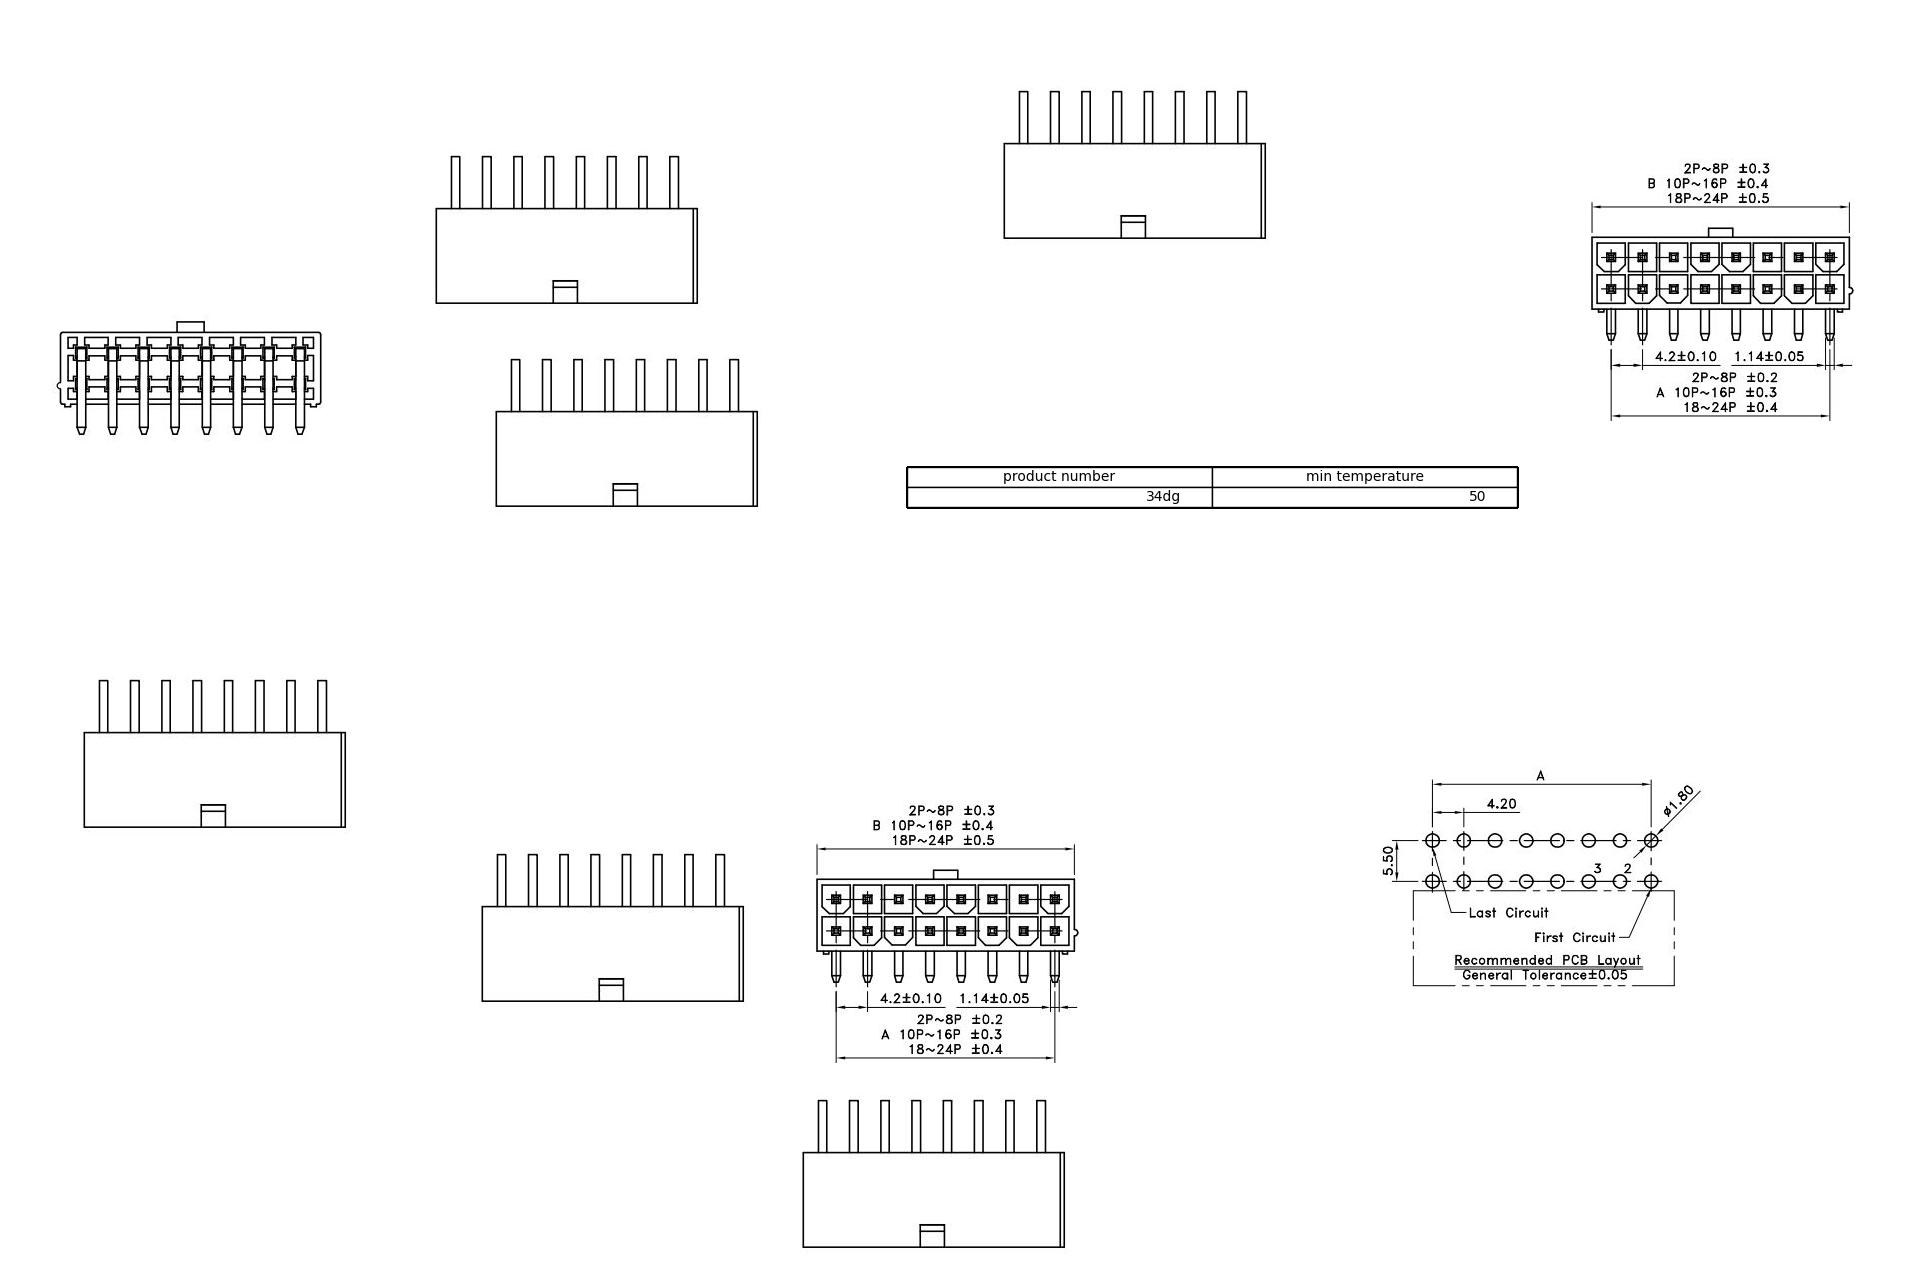 2P~8P ±0.3
B 10P~16P ±0.4
18P~24P ±0.5
4.2±0.10 1.14±0.05
2P~8P ±0.2
A 10P~16P ±0.3
18~24P ±0.4
product number min temperature
34dg 50
2P~8P ±0.3
B 10P~16P ±0.4
18P~24P ±0.5
4.2±0.10 1.14±0.05
2P~8P ±0.2
A 10P~16P ±0.3
18~24P ±0.4
A
4.20
ø1.80
5.50
3 2
Last Circuit
First Circuit
Recommended PCB Layout
General Tolerance±0.05